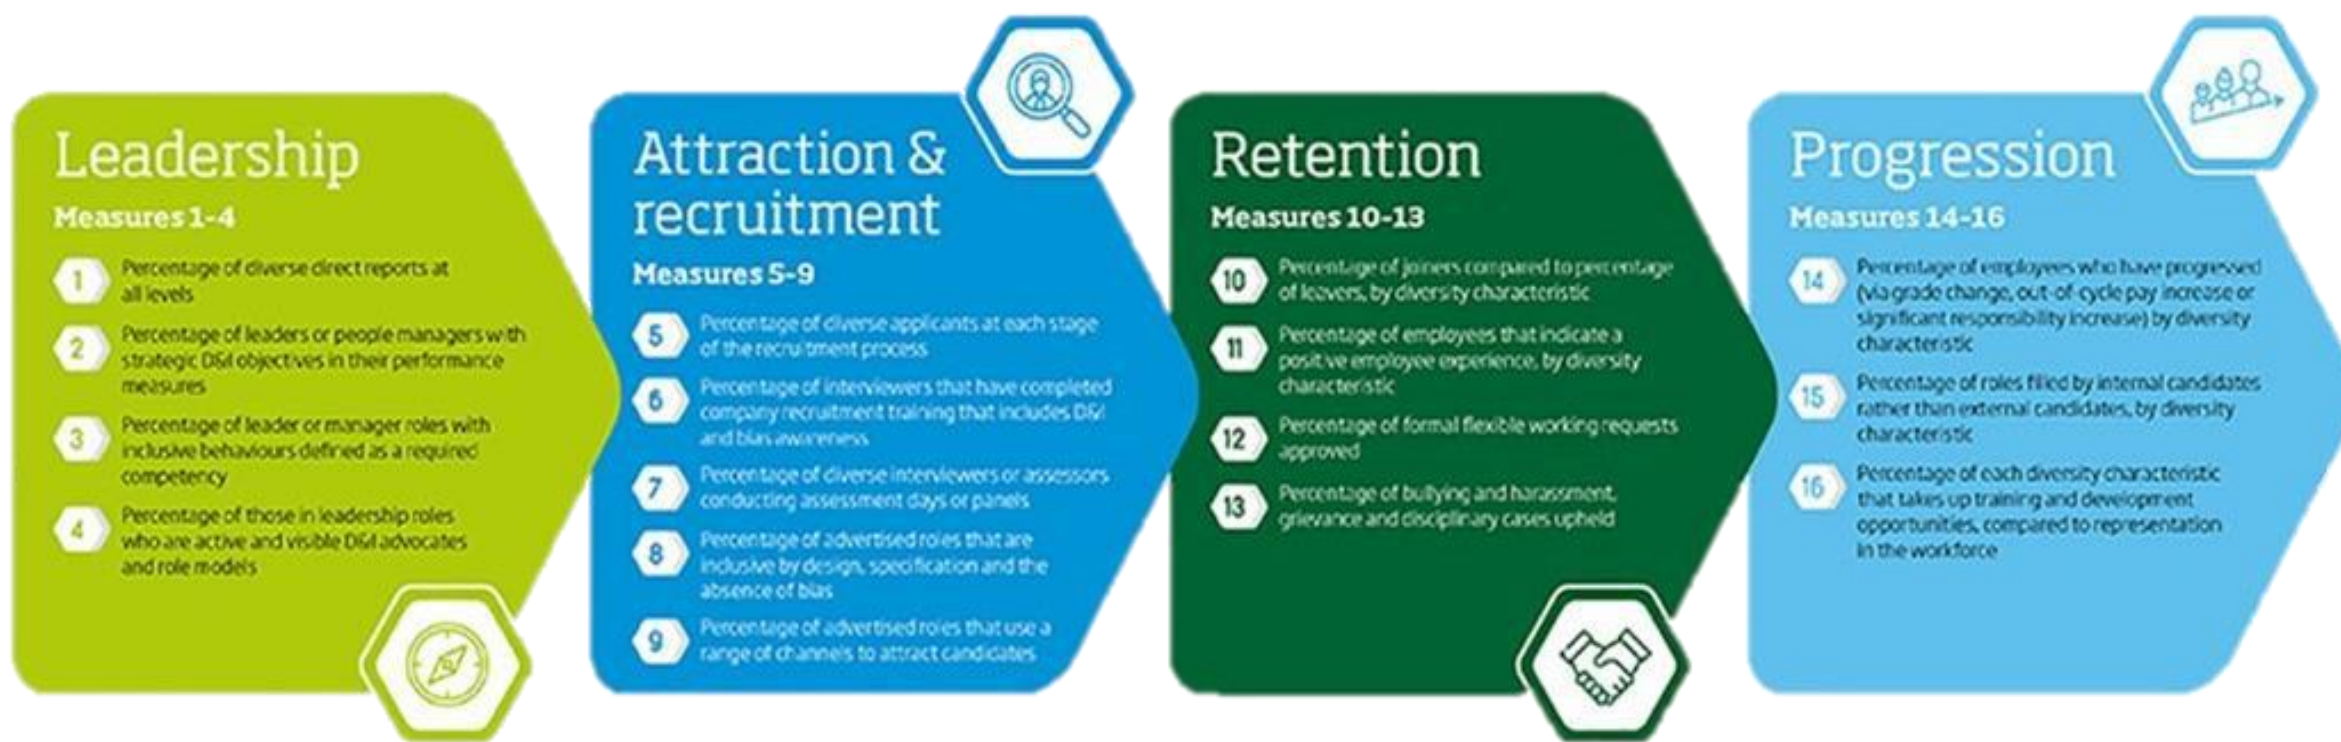 Leadership
Measures 1-4
1
Percentage of diverse direct reports at
all levels
2
Percentage of leaders or people managers with
strategic D&I objectives in their performance
measures
3
Percentage of leader or manager roles with
inclusive behaviours defined as a required
competency
4
Percentage of those in leadership roles
who are active and visible D&I advocates
and role models
Attraction &
recruitment
Measures 5-9
5
Percentage of diverse applicants at each stage
of the recruitment process
6
Percentage of interviewers that have completed
company recruitment training that includes D&I
and bias awareness
7
Percentage of diverse interviewers or assessors
conducting assessment days or panels
8
Percentage of advertised roles that are
inclusive by design, specification and the
absence of bias
9
Percentage of advertised roles that use a
range of channels to attract candidates
Retention
Measures 10-13
10
Percentage of joiners compared to percentage
of leavers, by diversity characteristic
11
Percentage of employees that indicate a
positive employee experience, by diversity
characteristic
12
Percentage of formal flexible working requests
approved
13
Percentage of bullying and harassment,
grievance and disciplinary cases upheld
Progression
Measures 14-16
14
Percentage of employees who have progressed
(via grade change, out-of-cycle pay increase or
significant responsibility increase) by diversity
characteristic
15
Percentage of roles filled by internal candidates
rather than external candidates, by diversity
characteristic
16
Percentage of each diversity characteristic
that takes up training and development
opportunities, compared to representation
in the workforce